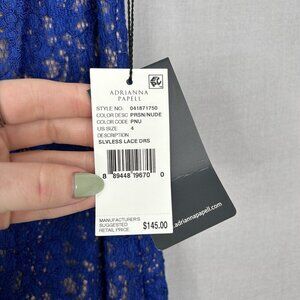 ADRIANNA
PAPELL
STYLE NO: 041871750
COLOR DESC PRSN/NUDE
COLOR CODE PNU
US SIZE 4
DESCRIPTION
SLVLESS LACE DRS
8 89448 19670 0
MANUFACTURER'S
SUGGESTED
RETAIL PRICE $145.00
adriannapapell.com